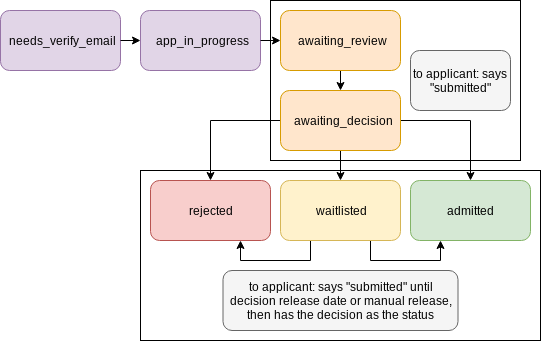 needs_verify_email
app_in_progress
awaiting_review
to applicant: says
"submitted"
awaiting_decision
rejected
waitlisted
admitted
to applicant: says "submitted" until
decision release date or manual release,
then has the decision as the status